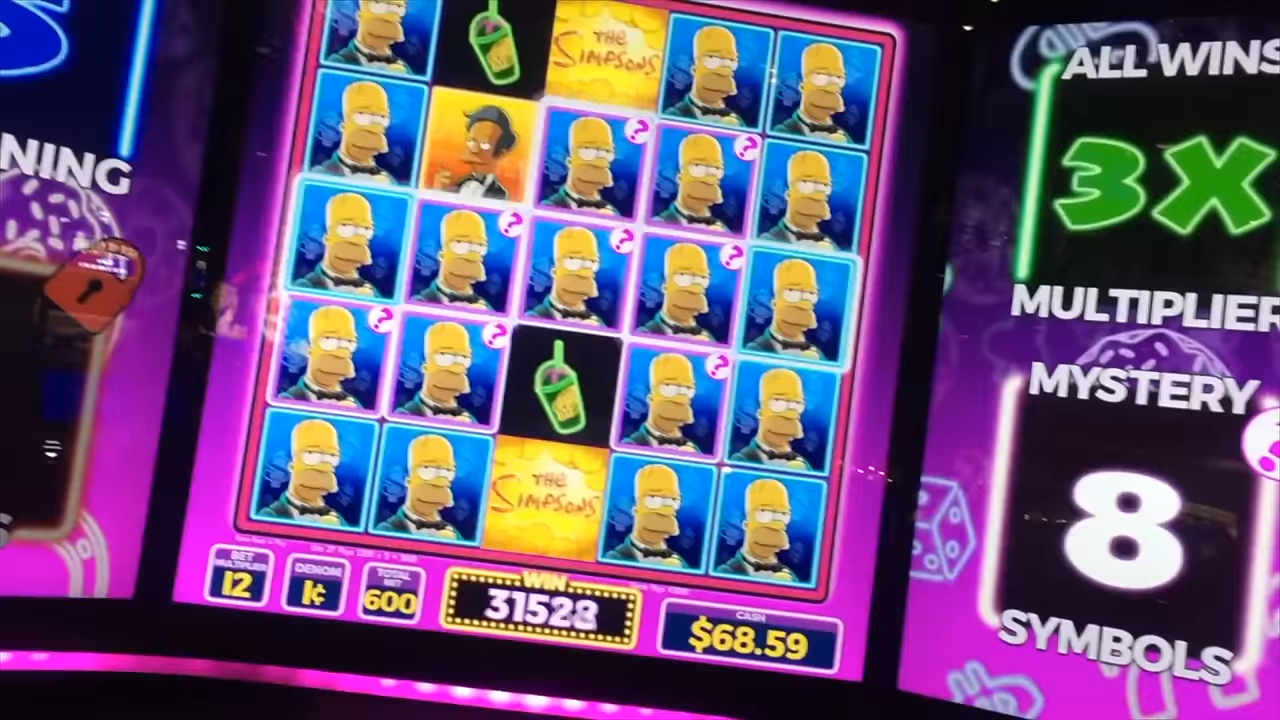 NING
THE
SIMPSONS
ALL WINS
3X
MULTIPLIER
MYSTERY
8
SYMBOLS
?
?
?
?
?
?
?
?
THE
SIMPSONS
BET
MULTIPLIER
12
DENOM
1¢
TOTAL
BET
600
WIN
31528
CASH
$68.59